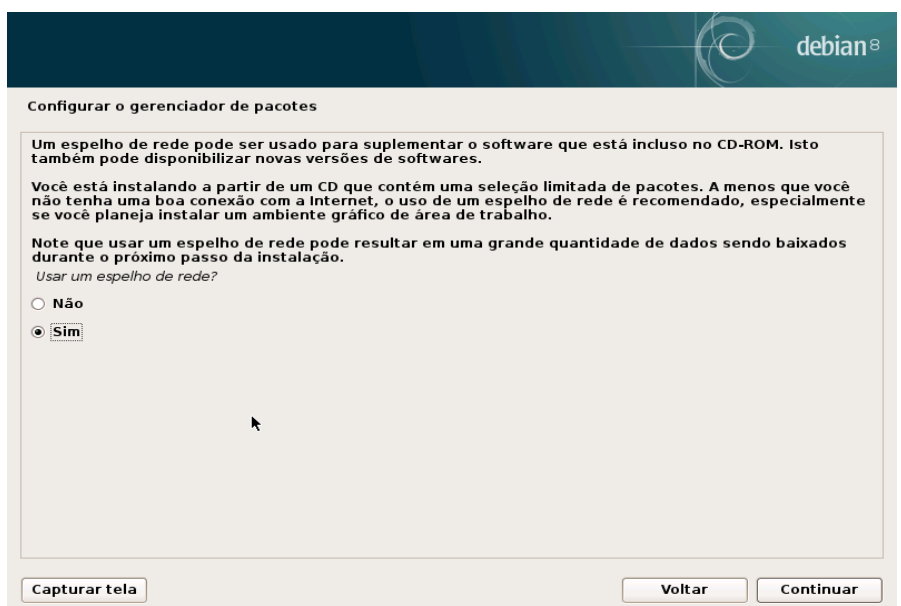 debian 8
Configurar o gerenciador de pacotes
Um espelho de rede pode ser usado para suplementar o software que está incluso no CD-ROM. Isto
também pode disponibilizar novas versões de softwares.
Você está instalando a partir de um CD que contém uma seleção limitada de pacotes. A menos que você
não tenha uma boa conexão com a Internet, o uso de um espelho de rede é recomendado, especialmente
se você planeja instalar um ambiente gráfico de área de trabalho.
Note que usar um espelho de rede pode resultar em uma grande quantidade de dados sendo baixados
durante o próximo passo da instalação.
Usar um espelho de rede?
Não
Sim
Capturar tela
Voltar
Continuar